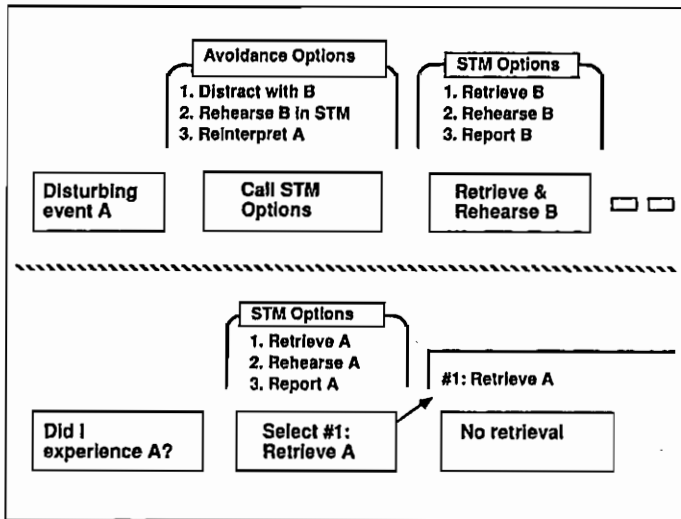 Avoidance Options
1. Distract with B
2. Rehearse B in STM
3. Reinterpret A
STM Options
1. Retrieve B
2. Rehearse B
3. Report B
Disturbing
event A
Call STM
Options
Retrieve &
Rehearse B
STM Options
1. Retrieve A
2. Rehearse A
3. Report A
#1: Retrieve A
Did I
experience A?
Select #1:
Retrieve A
No retrieval